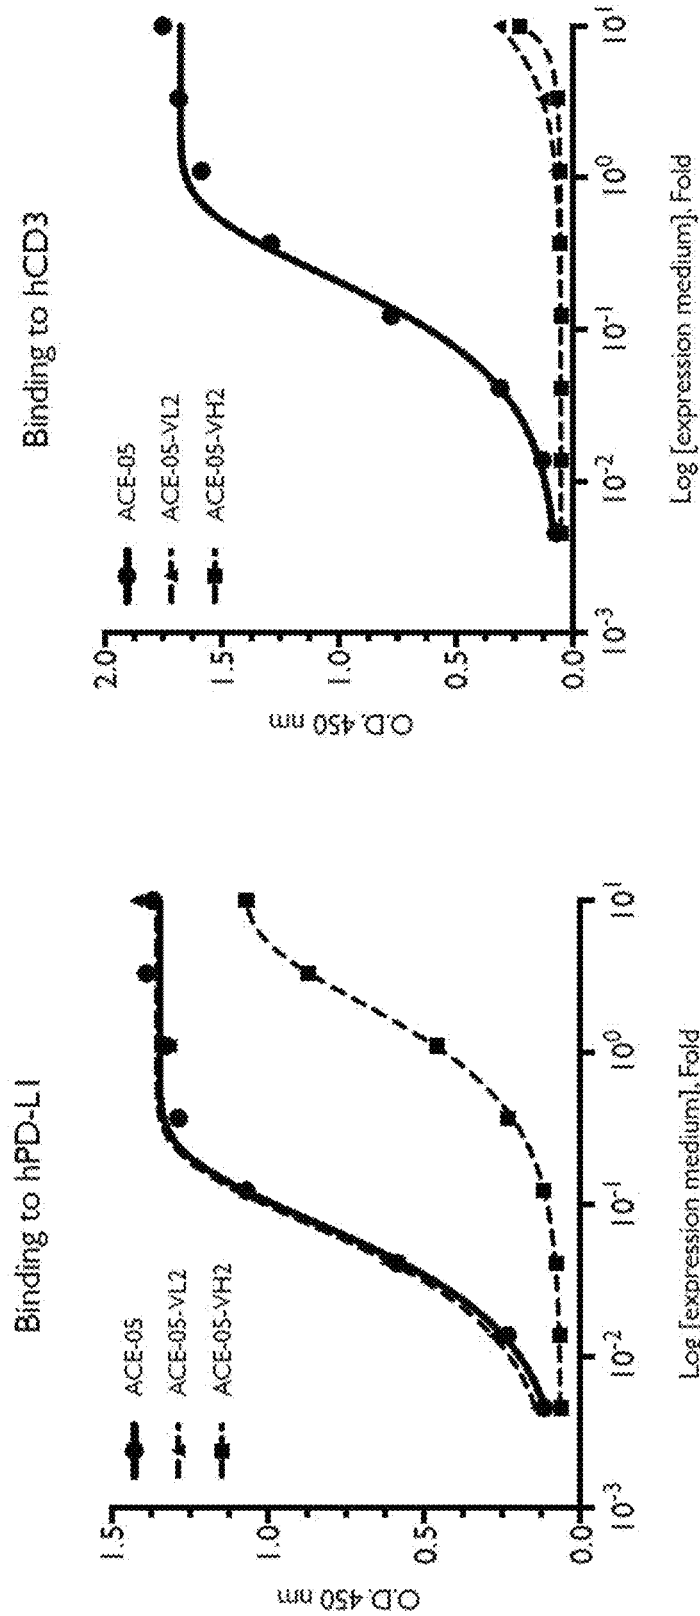 Binding to hPD-L1
ACE-05
ACE-05-VL2
ACE-05-VH2
O.D. 450 nm
1.5
1.0
0.5
0.0
10-3
10-2
10-1
100
101
Log [expression medium], Fold
Binding to hCD3
ACE-05
ACE-05-VL2
ACE-05-VH2
O.D. 450 nm
2.0
1.5
1.0
0.5
0.0
10-3
10-2
10-1
100
101
Log [expression medium], Fold